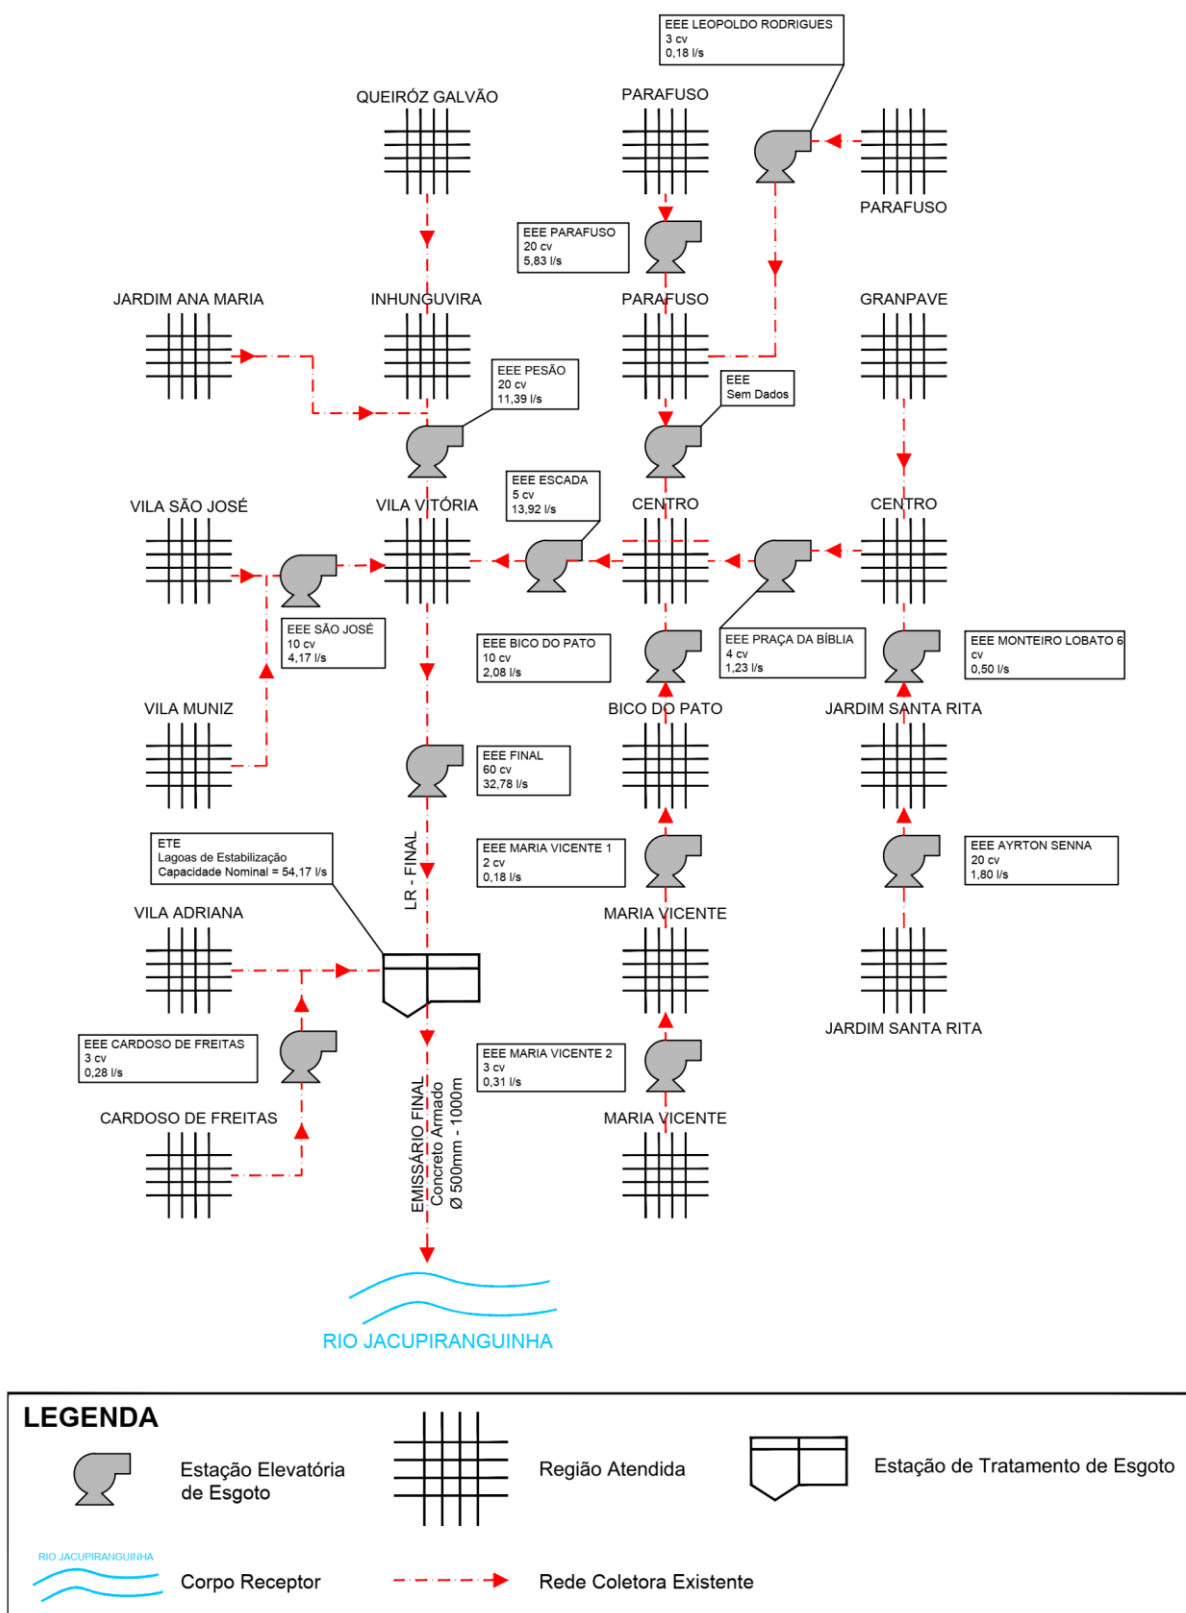 EEE LEOPOLDO RODRIGUES
3 cv
0,18 l/s
QUEIRÓZ GALVÃO
PARAFUSO
PARAFUSO
EEE PARAFUSO
20 cv
5,83 l/s
JARDIM ANA MARIA
INHUNGUVIRA
PARAFUSO
GRANPAVE
EEE PESÃO
20 cv
11,39 l/s
EEE
Sem Dados
EEE ESCADA
5 cv
13,92 l/s
VILA SÃO JOSÉ
VILA VITÓRIA
CENTRO
CENTRO
EEE SÃO JOSÉ
10 cv
4,17 l/s
EEE BICO DO PATO
10 cv
2,08 l/s
EEE PRAÇA DA BÍBLIA
4 cv
1,23 l/s
EEE MONTEIRO LOBATO 6
cv
0,50 l/s
VILA MUNIZ
BICO DO PATO
JARDIM SANTA RITA
EEE FINAL
60 cv
32,78 l/s
LR - FINAL
ETE
Lagoas de Estabilização
Capacidade Nominal = 54,17 l/s
EEE MARIA VICENTE 1
2 cv
0,18 l/s
EEE AYRTON SENNA
20 cv
1,80 l/s
VILA ADRIANA
MARIA VICENTE
JARDIM SANTA RITA
EEE CARDOSO DE FREITAS
3 cv
0,28 l/s
EEE MARIA VICENTE 2
3 cv
0,31 l/s
CARDOSO DE FREITAS
MARIA VICENTE
EMISSÁRIO FINAL
Concreto Armado
Ø 500mm - 1000m
RIO JACUPIRANGUINHA
LEGENDA
Estação Elevatória
de Esgoto
Região Atendida
Estação de Tratamento de Esgoto
RIO JACUPIRANGUINHA
Corpo Receptor
Rede Coletora Existente